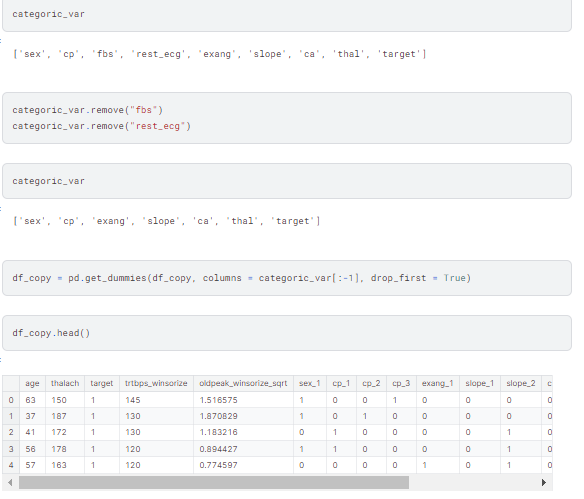 categoric_var
['sex', 'cp', 'fbs', 'rest_ecg', 'exang', 'slope', 'ca', 'thal', 'target']
categoric_var.remove("fbs")
categoric_var.remove("rest_ecg")
categoric_var
['sex', 'cp', 'exang', 'slope', 'ca', 'thal', 'target']
df_copy = pd.get_dummies(df_copy, columns = categoric_var[:-1], drop_first = True)
df_copy.head()
age thalach target trtbps_winsorize oldpeak_winsorize_sqrt sex_1 cp_1 cp_2 cp_3 exang_1 slope_1 slope_2 c
0 63 150 1 145 1.516575 1 0 0 1 0 0 0 0
1 37 187 1 130 1.870829 1 0 1 0 0 0 0 0
2 41 172 1 130 1.183216 0 1 0 0 0 0 1 0
3 56 178 1 120 0.894427 1 1 0 0 0 0 1 0
4 57 163 1 120 0.774597 0 0 0 0 1 0 1 0